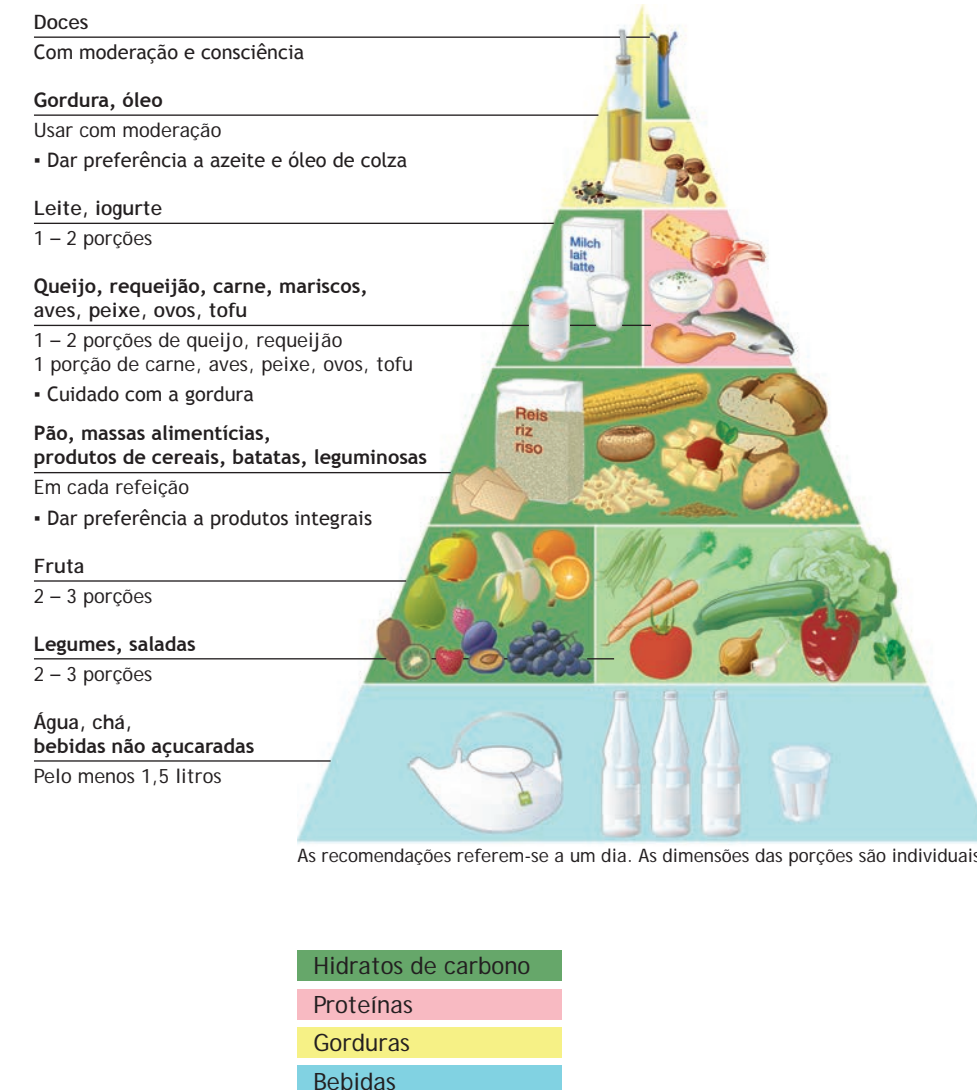 Doces
Com moderação e consciência
Gordura, óleo
Usar com moderação
▪ Dar preferência a azeite e óleo de colza
Leite, iogurte
1 – 2 porções
Queijo, requeijão, carne, mariscos,
aves, peixe, ovos, tofu
1 – 2 porções de queijo, requeijão
1 porção de carne, aves, peixe, ovos, tofu
▪ Cuidado com a gordura
Pão, massas alimentícias,
produtos de cereais, batatas, leguminosas
Em cada refeição
▪ Dar preferência a produtos integrais
Fruta
2 – 3 porções
Legumes, saladas
2 – 3 porções
Água, chá,
bebidas não açucaradas
Pelo menos 1,5 litros
Milch
lait
latte
Reis
riz
riso
As recomendações referem-se a um dia. As dimensões das porções são individuais
Hidratos de carbono
Proteínas
Gorduras
Bebidas